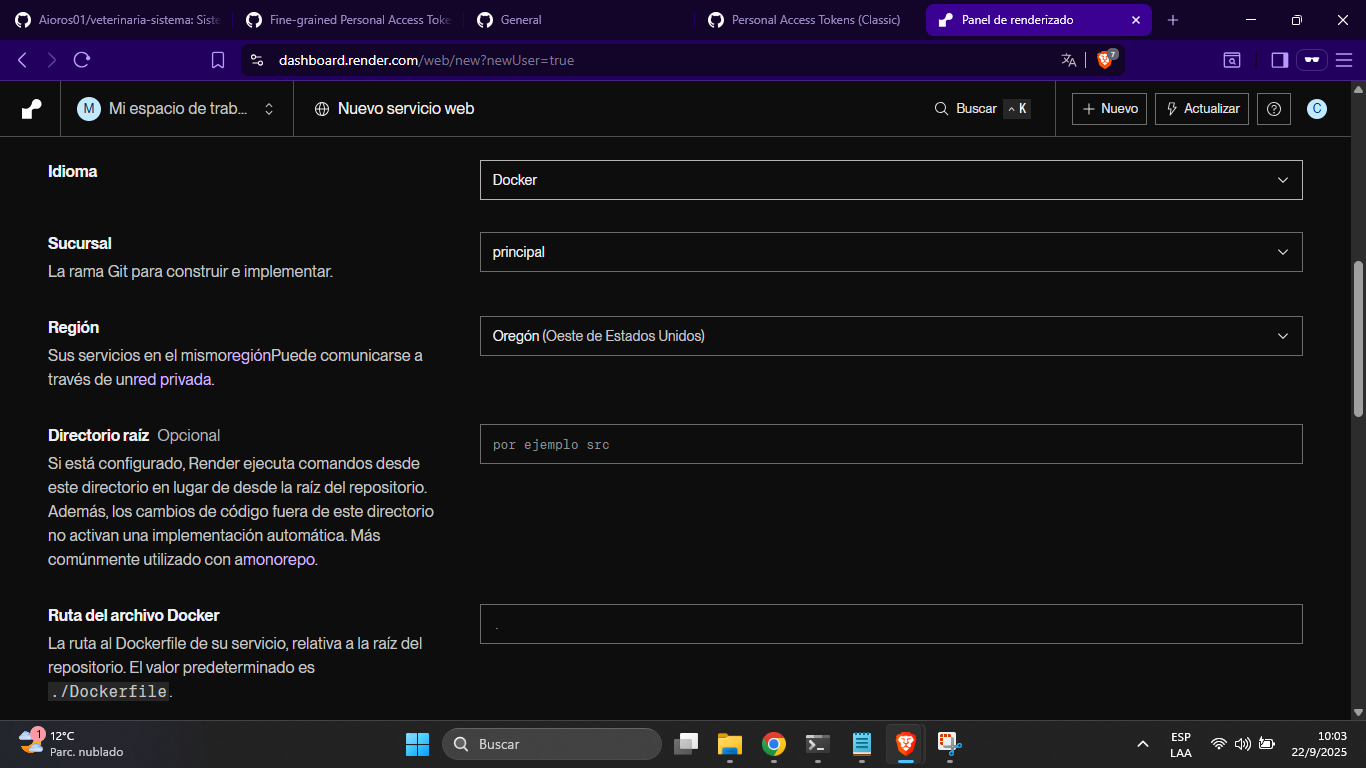 Aioros01/veterinaria-sistema: Siste
Fine-grained Personal Access Toke
General
Personal Access Tokens (Classic)
Panel de renderizado
dashboard.render.com/web/new?newUser=true
7
M
Mi espacio de trab...
Nuevo servicio web
Buscar
K
Nuevo
Actualizar
C
Idioma
Docker
Sucursal
La rama Git para construir e implementar.
principal
Región
Sus servicios en el mismoregiónPuede comunicarse a
través de unred privada.
Oregón (Oeste de Estados Unidos)
Directorio raíz Opcional
Si está configurado, Render ejecuta comandos desde
este directorio en lugar de desde la raíz del repositorio.
Además, los cambios de código fuera de este directorio
no activan una implementación automática. Más
comúnmente utilizado con amonorepo.
por ejemplo src
Ruta del archivo Docker
La ruta al Dockerfile de su servicio, relativa a la raíz del
repositorio. El valor predeterminado es
./Dockerfile.
.
1
12°C
Parc. nublado
Buscar
ESP
LAA
10:03
22/9/2025